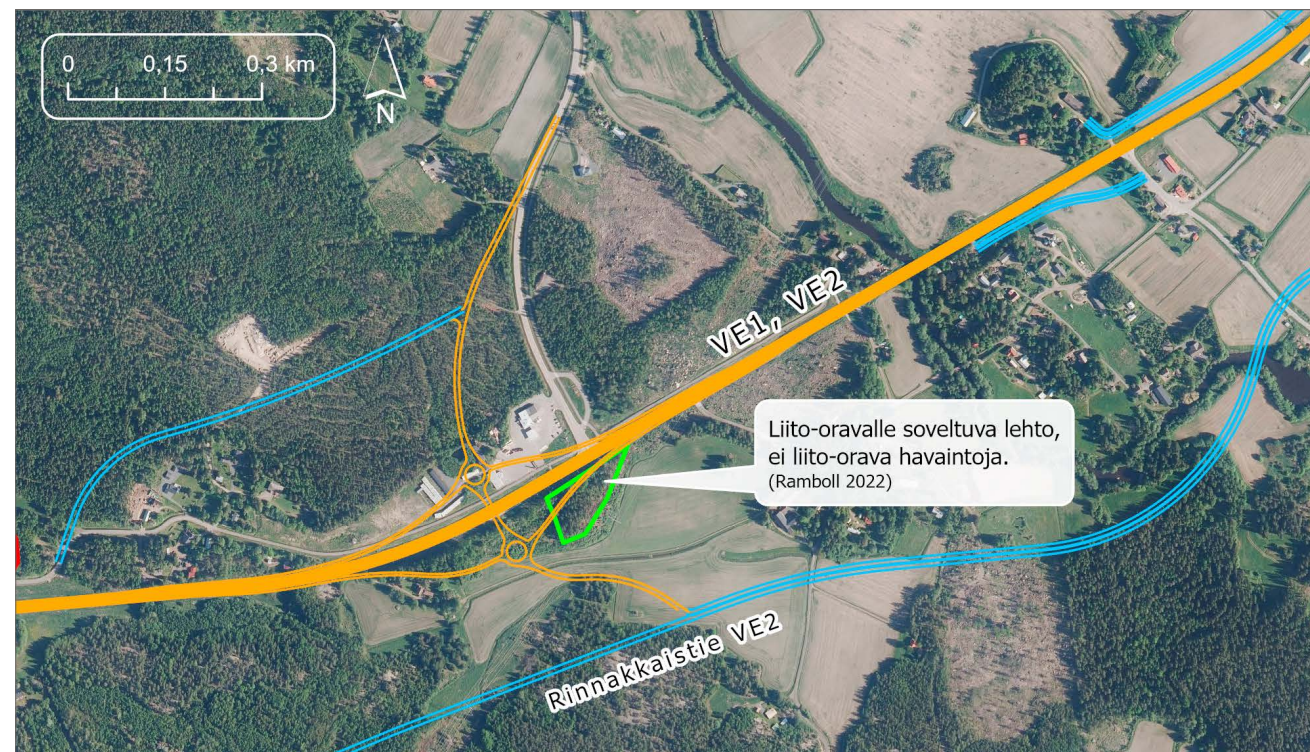 0 0,15 0,3 km
N
VE1, VE2
Liito-oravalle soveltuva lehto,
ei liito-orava havaintoja.
(Ramboll 2022)
Rinnakkaistie VE2